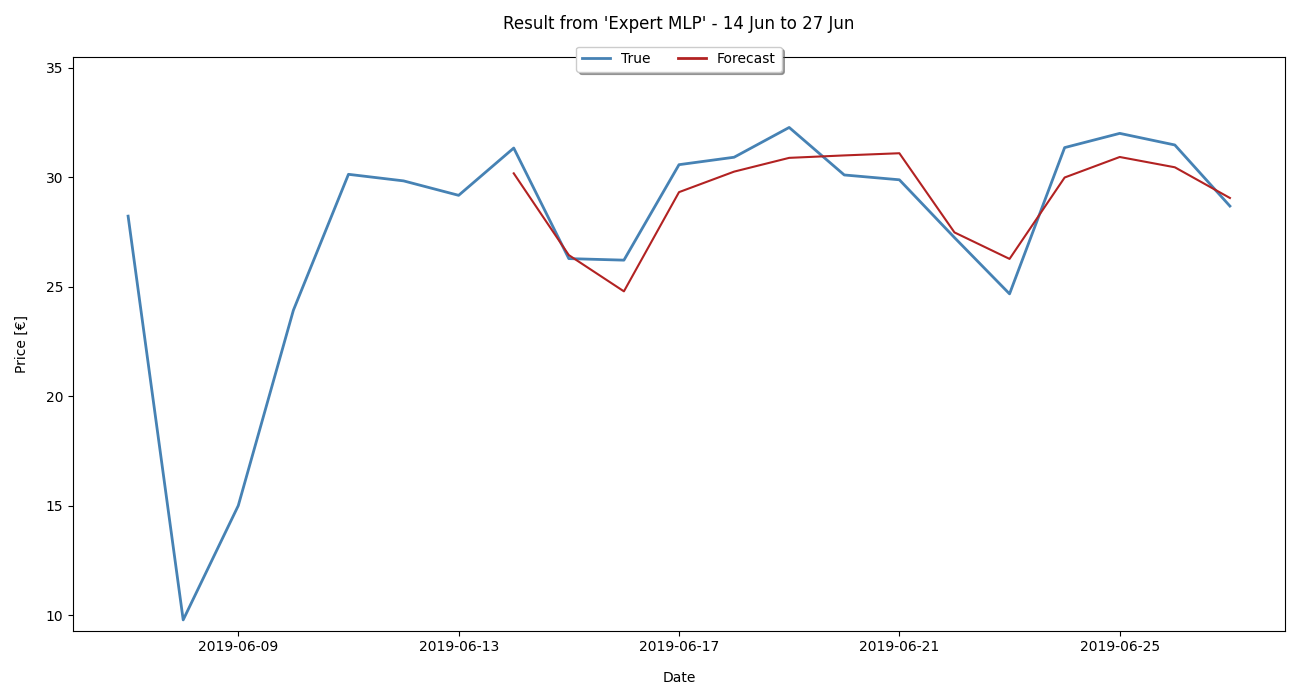 Result from 'Expert MLP' - 14 Jun to 27 Jun
True Forecast
35
30
25
20
15
10
Price [€]
2019-06-09 2019-06-13 2019-06-17 2019-06-21 2019-06-25
Date